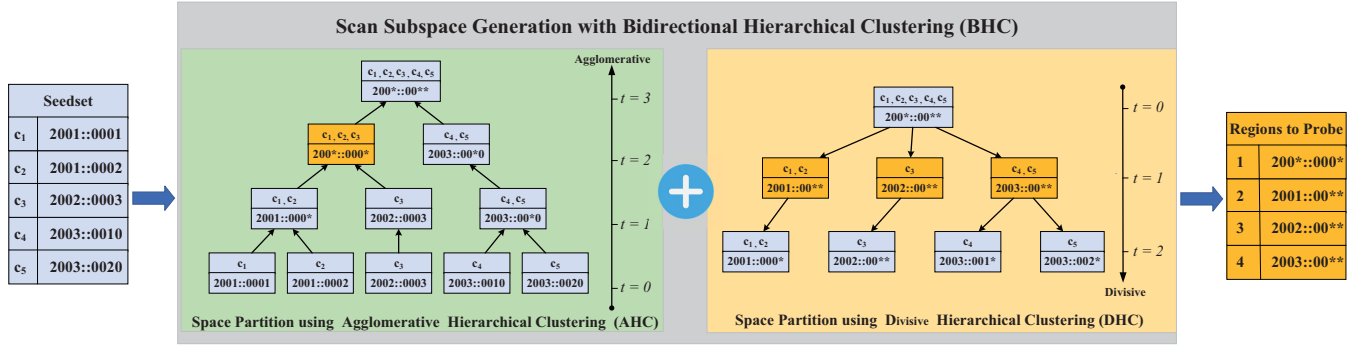 Scan Subspace Generation with Bidirectional Hierarchical Clustering (BHC)
Seedset
c1 2001::0001
c2 2001::0002
c3 2002::0003
c4 2003::0010
c5 2003::0020
Agglomerative
c1 , c2, c3 , c4, c5
200*::00**
t = 3
c1, c2, c3
200*::000*
c4 , c5
2003::00*0
t = 2
c1, c2
2001::000*
c3
2002::0003
c4, c5
2003::00*0
t = 1
c1
2001::0001
c2
2001::0002
c3
2002::0003
c4
2003::0010
c5
2003::0020
t = 0
Space Partition using Agglomerative Hierarchical Clustering (AHC)
c1, c2, c3, c4, c5
200*::00**
t = 0
c1, c2
2001::00**
c3
2002::00**
c4, c5
2003::00**
t = 1
c1, c2
2001::000*
c3
2002::00**
c4
2003::001*
c5
2003::002*
t = 2
Divisive
Space Partition using Divisive Hierarchical Clustering (DHC)
Regions to Probe
1 200*::000*
2 2001::00**
3 2002::00**
4 2003::00**